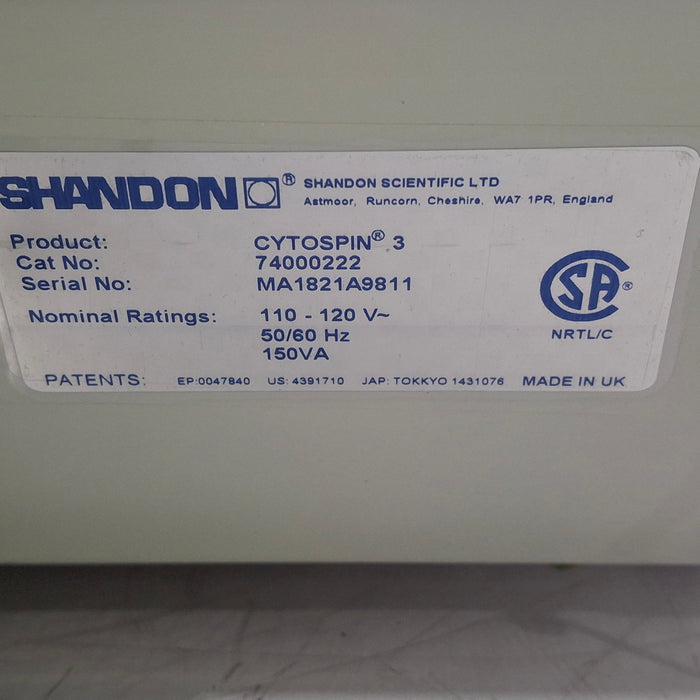 SHANDON® SHANDON SCIENTIFIC LTD
Astmoor, Runcorn, Cheshire, WA7 1PR, England
Product: CYTOSPIN® 3
Cat No: 74000222
Serial No: MA1821A9811
Nominal Ratings: 110 - 120 V~
50/60 Hz
150VA
SA®
NRTL/C
PATENTS: EP:0047840 US: 4391710 JAP: TOKKYO 1431076 MADE IN UK